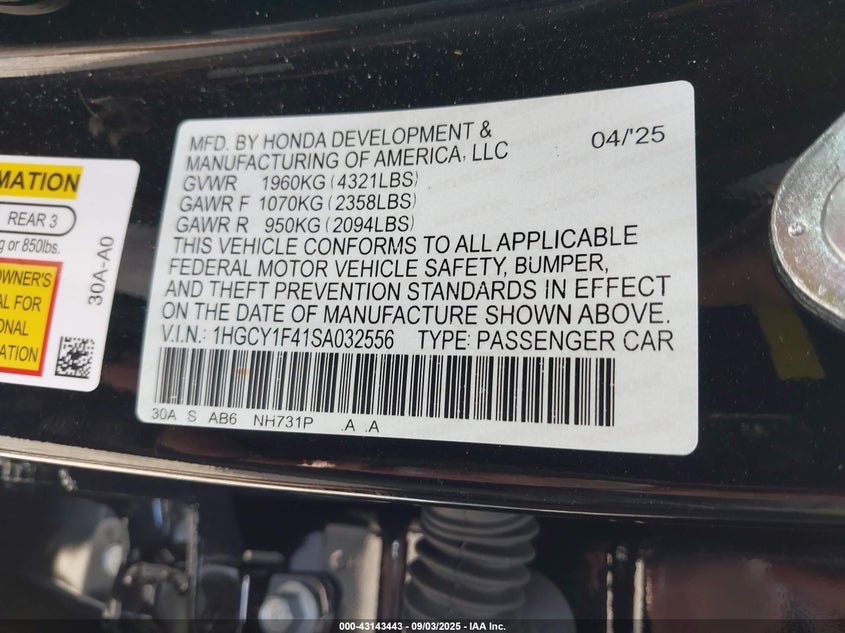 MATION
REAR 3
g or 850lbs.
OWNER'S
AL FOR
ONAL
ATION
30A-A0
MFD. BY HONDA DEVELOPMENT &
MANUFACTURING OF AMERICA, LLC
04/'25
GVWR 1960KG (4321LBS)
GAWR F 1070KG (2358LBS)
GAWR R 950KG (2094LBS)
THIS VEHICLE CONFORMS TO ALL APPLICABLE
FEDERAL MOTOR VEHICLE SAFETY, BUMPER,
AND THEFT PREVENTION STANDARDS IN EFFECT
ON THE DATE OF MANUFACTURE SHOWN ABOVE.
V.I.N.: 1HGCY1F41SA032556 TYPE: PASSENGER CAR
30A S AB6 NH731P .A .A
000-43143443 - 09/03/2025 - IAA Inc.